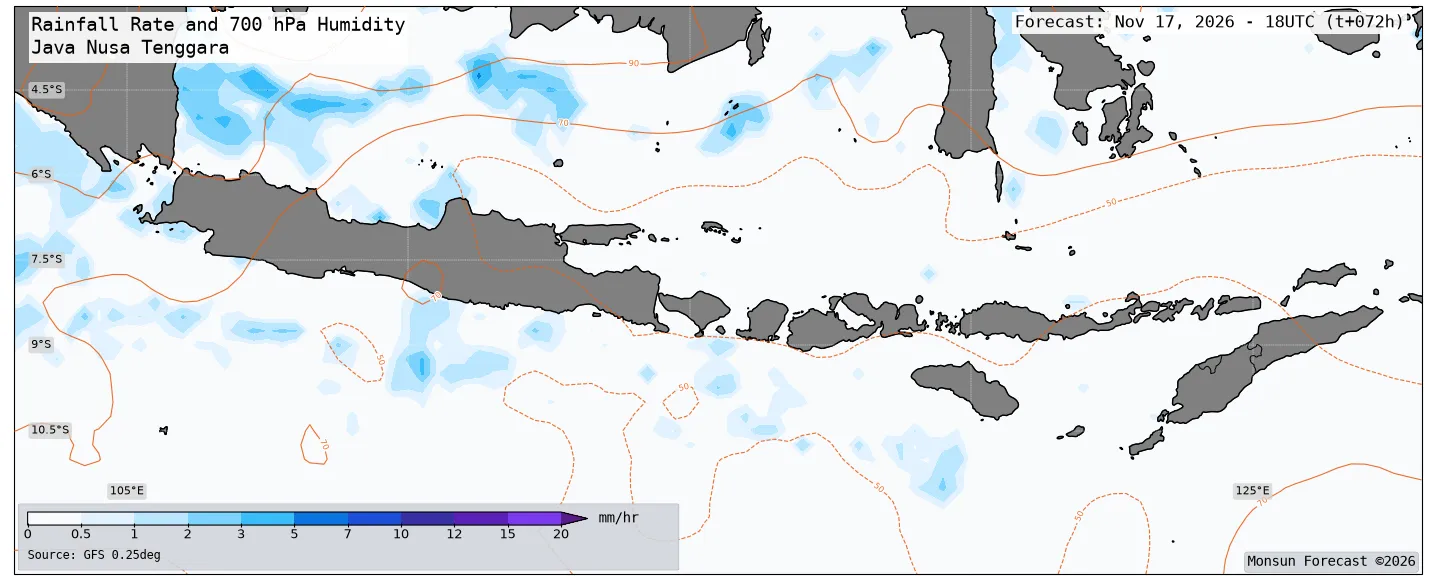 Rainfall Rate and 700 hPa Humidity
Java Nusa Tenggara
Forecast: Nov 17, 2026 - 18UTC (t+072h)
90
4.5°S
70
6°S
50
7.5°S
70
9°S
50
50
10.5°S
70
50
105°E
125°E
70
50
0 0.5 1 2 3 5 7 10 12 15 20
mm/hr
Source: GFS 0.25deg
Monsun Forecast ©2026